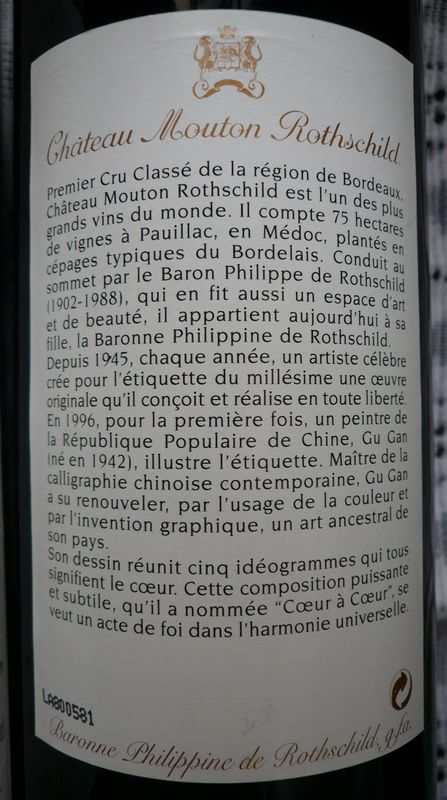 Château Mouton Rothschild
Premier Cru Classé de la région de Bordeaux,
Château Mouton Rothschild est l'un des plus
grands vins du monde. Il compte 75 hectares
de vignes à Pauillac, en Médoc, plantés en
cépages typiques du Bordelais. Conduit au
sommet par le Baron Philippe de Rothschild
(1902-1988), qui en fit aussi un espace d'art
et de beauté, il appartient aujourd'hui à sa
fille, la Baronne Philippine de Rothschild.
Depuis 1945, chaque année, un artiste célèbre
crée pour l'étiquette du millésime une œuvre
originale qu'il conçoit et réalise en toute liberté.
En 1996, pour la première fois, un peintre de
la République Populaire de Chine, Gu Gan
(né en 1942), illustre l'étiquette. Maître de la
calligraphie chinoise contemporaine, Gu Gan
a su renouveler, par l'usage de la couleur et
par l'invention graphique, un art ancestral de
son pays.
Son dessin réunit cinq idéogrammes qui tous
signifient le cœur. Cette composition puissante
et subtile, qu'il a nommée "Cœur à Cœur", se
veut un acte de foi dans l'harmonie universelle.
LA800581
Baronne Philippine de Rothschild, g.f.a.